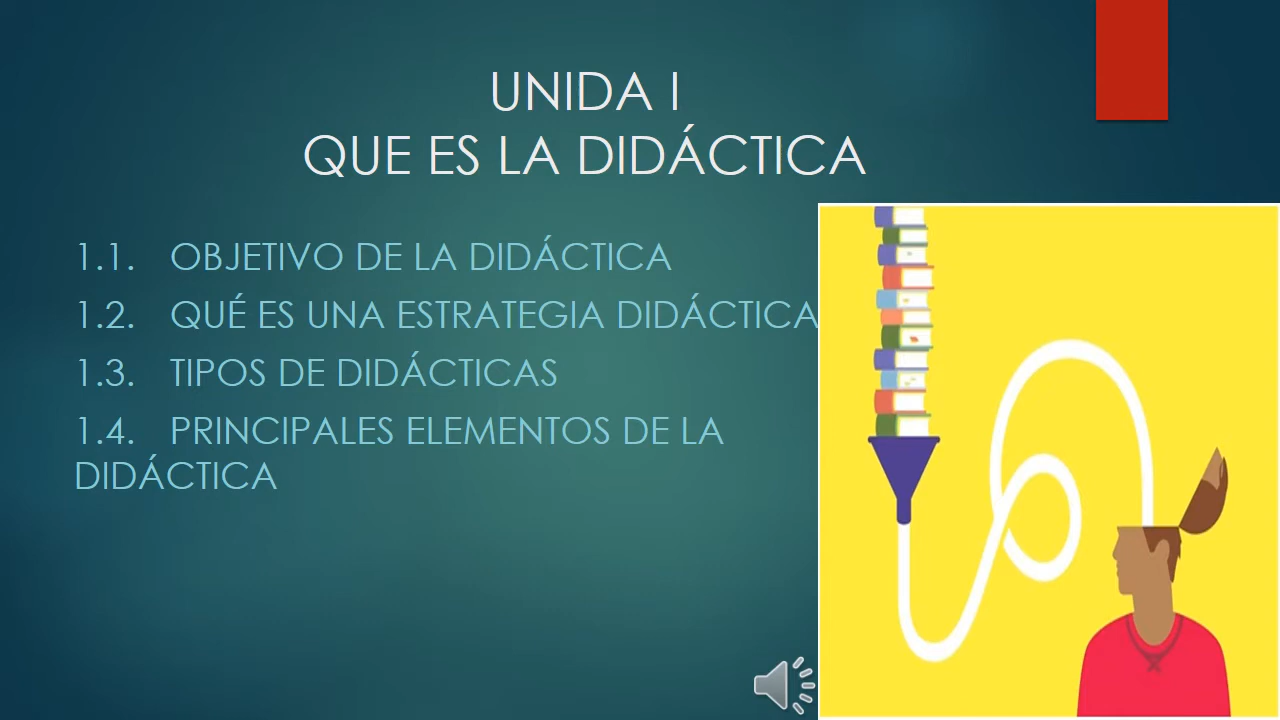 UNIDA I
QUE ES LA DIDÁCTICA
1.1. OBJETIVO DE LA DIDÁCTICA
1.2. QUÉ ES UNA ESTRATEGIA DIDÁCTICA
1.3. TIPOS DE DIDÁCTICAS
1.4. PRINCIPALES ELEMENTOS DE LA
DIDÁCTICA